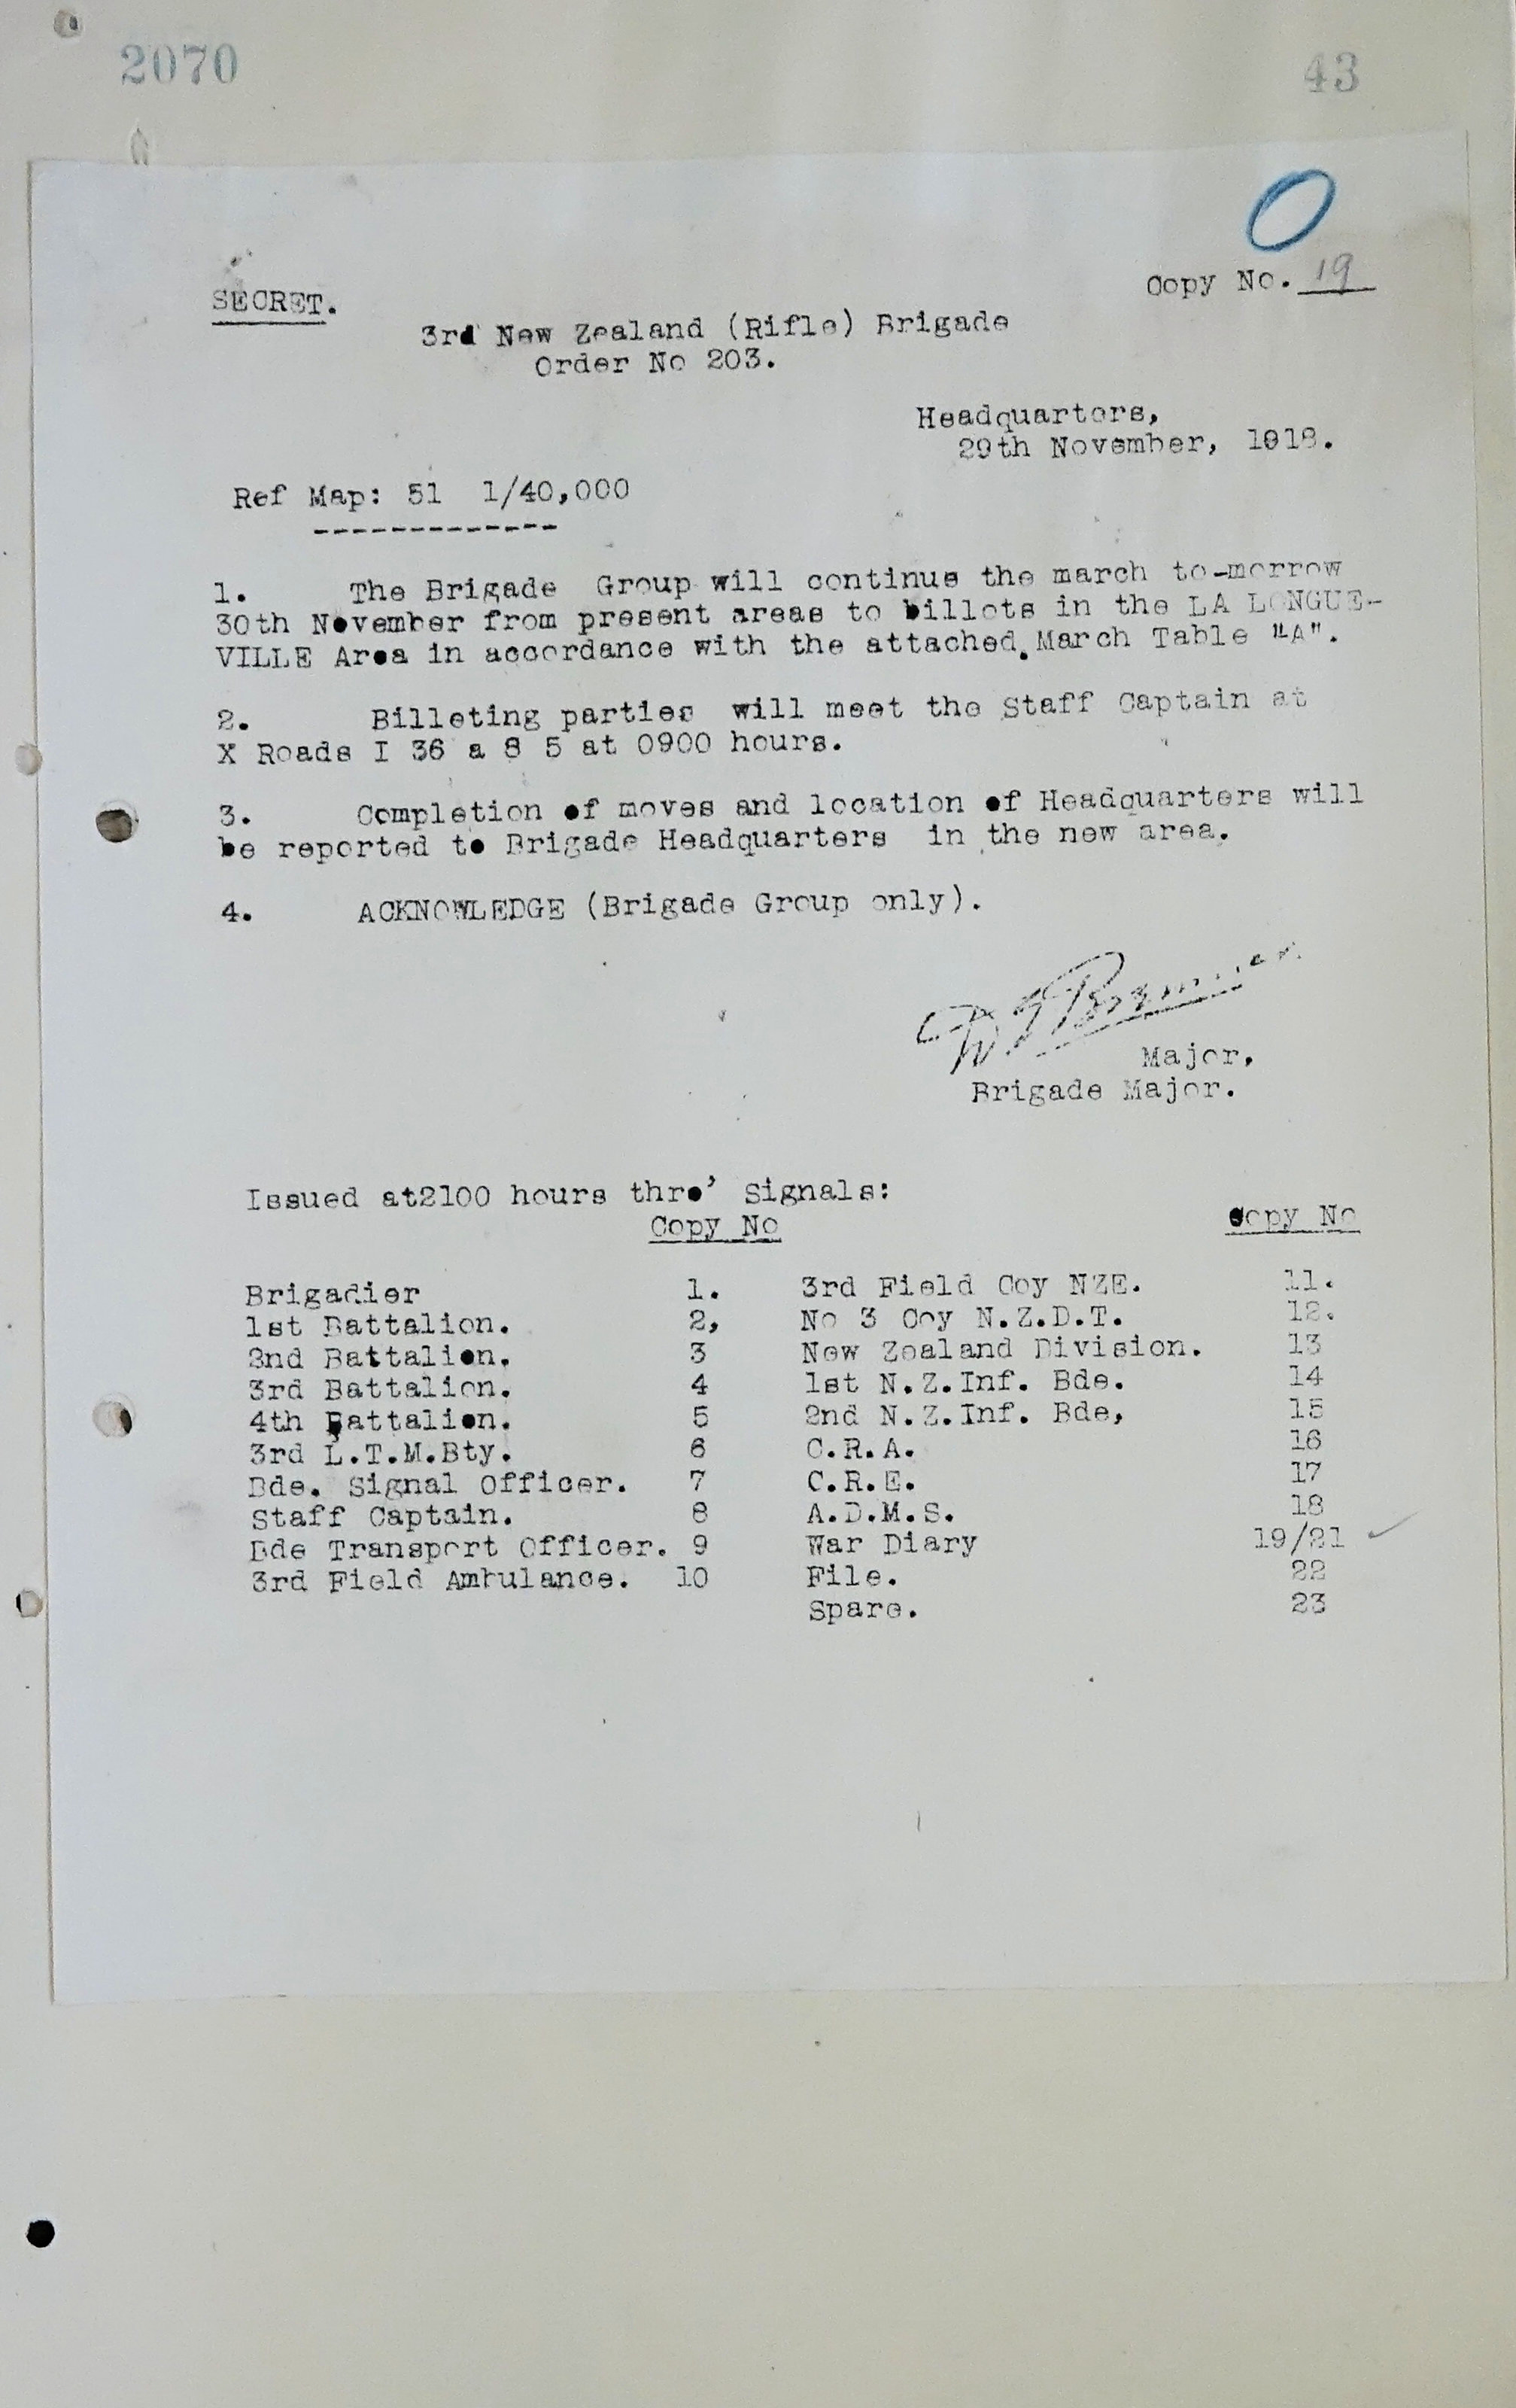 2070 43
O
SECRET. Copy No. 19
3rd New Zealand (Rifle) Brigade
Order No 203.
Headquarters,
29th November, 1918.
Ref Map: 51 1/40,000
-------------
1. The Brigade Group will continue the march to-morrow
30th November from present areas to billets in the LA LONGUE-
VILLE Area in accordance with the attached March Table "A".
2. Billeting parties will meet the Staff Captain at
X Roads I 36 a 8 5 at 0900 hours.
3. Completion of moves and location of Headquarters will
be reported to Brigade Headquarters in the new area.
4. ACKNOWLEDGE (Brigade Group only).
Major,
Brigade Major.
Issued at2100 hours thro' Signals:
Copy No Copy No
Brigadier 1. 3rd Field Coy NZE. 11.
1st Battalion. 2, No 3 Coy N.Z.D.T. 12.
2nd Battalion. 3 New Zealand Division. 13
3rd Battalion. 4 1st N.Z.Inf. Bde. 14
4th Battalion. 5 2nd N.Z.Inf. Bde, 15
3rd L.T.M.Bty. 6 C.R.A. 16
Bde. Signal Officer. 7 C.R.E. 17
Staff Captain. 8 A.D.M.S. 18
Bde Transport Officer. 9 War Diary 19/21
3rd Field Ambulance. 10 File. 22
Spare. 23